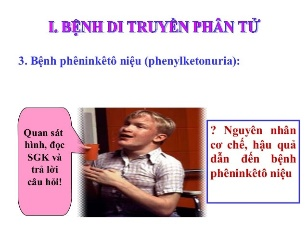 I. BỆNH DI TRUYỀN PHÂN TỬ
3. Bệnh phêninkêtô niệu (phenylketonuria):
Quan sát
hình, đọc
SGK và
trả lời
câu hỏi!
? Nguyên nhân
cơ chế, hậu quả
dẫn đến bệnh
phêninkêtô niệu